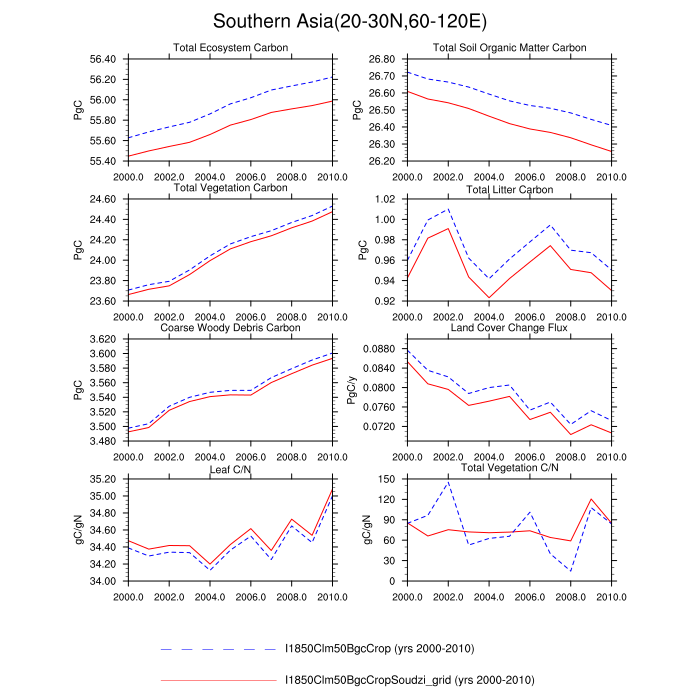 Southern Asia(20-30N,60-120E)
Total Ecosystem Carbon
PgC
56.40
56.20
56.00
55.80
55.60
55.40
2000.0 2002.0 2004.0 2006.0 2008.0 2010.0
Total Soil Organic Matter Carbon
PgC
26.80
26.70
26.60
26.50
26.40
26.30
26.20
2000.0 2002.0 2004.0 2006.0 2008.0 2010.0
Total Vegetation Carbon
PgC
24.60
24.40
24.20
24.00
23.80
23.60
2000.0 2002.0 2004.0 2006.0 2008.0 2010.0
Total Litter Carbon
PgC
1.02
1.00
0.98
0.96
0.94
0.92
2000.0 2002.0 2004.0 2006.0 2008.0 2010.0
Coarse Woody Debris Carbon
PgC
3.620
3.600
3.580
3.560
3.540
3.520
3.500
3.480
2000.0 2002.0 2004.0 2006.0 2008.0 2010.0
Land Cover Change Flux
PgC/y
0.0880
0.0840
0.0800
0.0760
0.0720
2000.0 2002.0 2004.0 2006.0 2008.0 2010.0
Leaf C/N
gC/gN
35.20
35.00
34.80
34.60
34.40
34.20
34.00
2000.0 2002.0 2004.0 2006.0 2008.0 2010.0
Total Vegetation C/N
gC/gN
150
120
90
60
30
0
2000.0 2002.0 2004.0 2006.0 2008.0 2010.0
I1850Clm50BgcCrop (yrs 2000-2010)
I1850Clm50BgcCropSoudzi_grid (yrs 2000-2010)